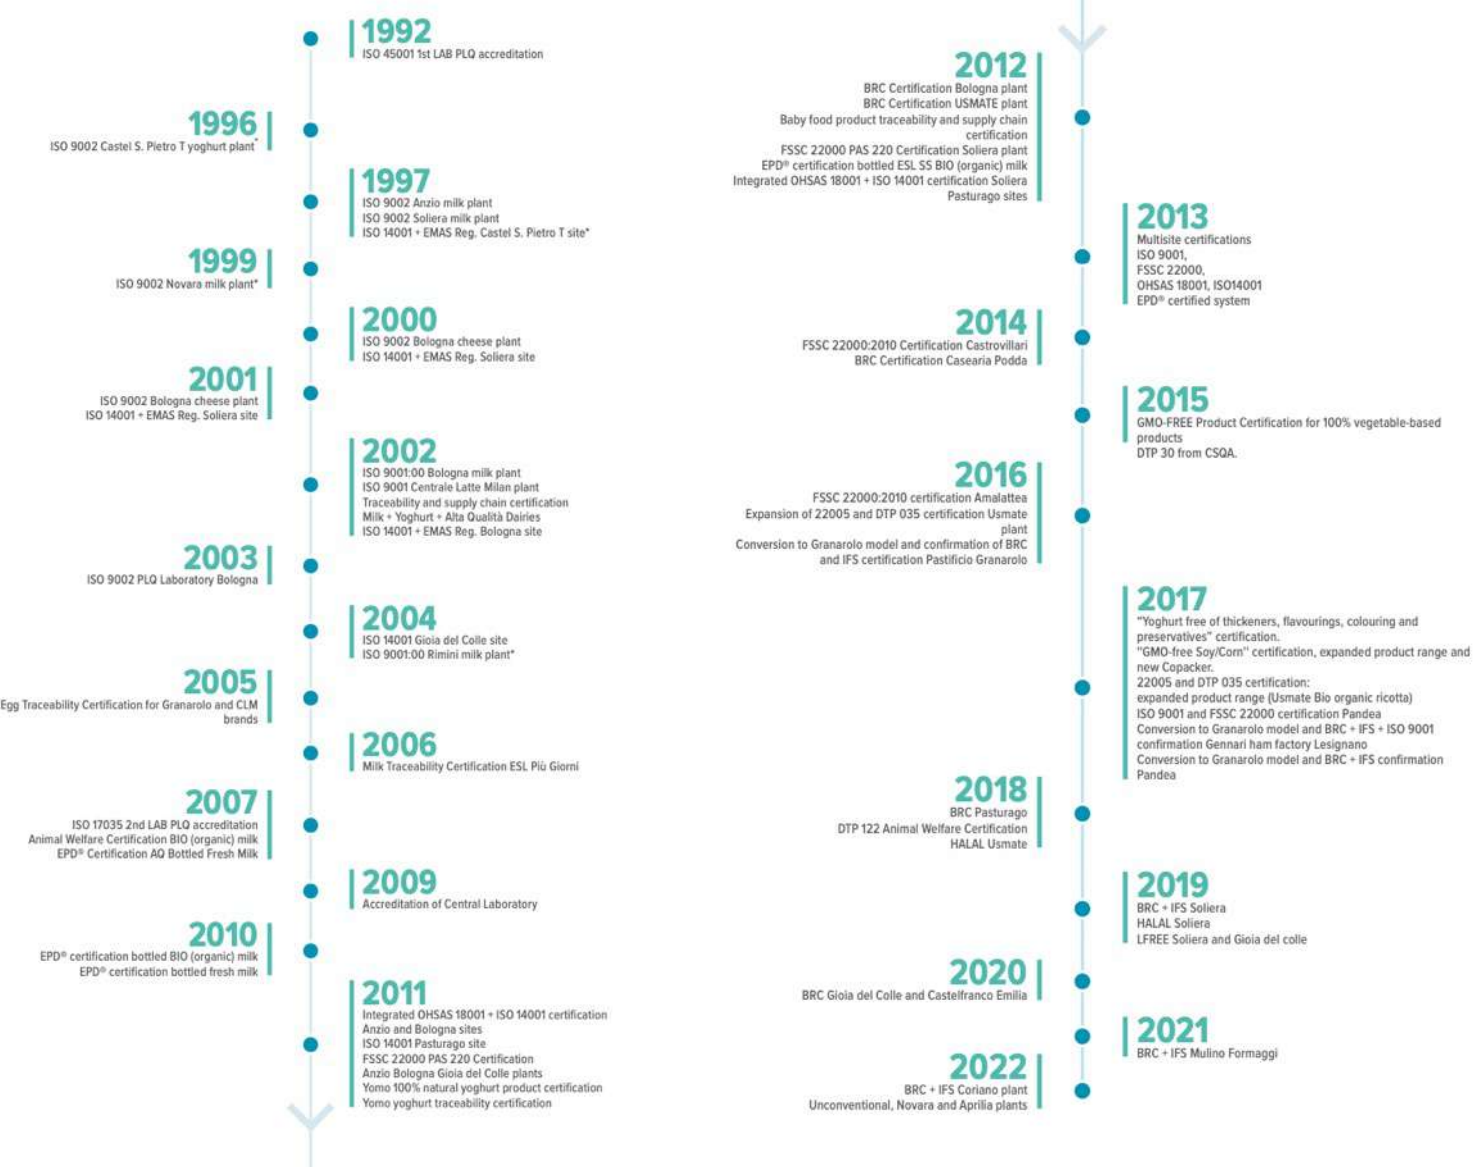 1992
ISO 45001 1st LAB PLQ accreditation
1996
ISO 9002 Castel S. Pietro T yoghurt plant*
1997
ISO 9002 Anzio milk plant
ISO 9002 Soliera milk plant
ISO 14001 + EMAS Reg. Castel S. Pietro T site*
1999
ISO 9002 Novara milk plant*
2000
ISO 9002 Bologna cheese plant
ISO 14001 + EMAS Reg. Soliera site
2001
ISO 9002 Bologna cheese plant
ISO 14001 + EMAS Reg. Soliera site
2002
ISO 9001:00 Bologna milk plant
ISO 9001 Centrale Latte Milan plant
Traceability and supply chain certification
Milk + Yoghurt + Alta Qualità Dairies
ISO 14001 + EMAS Reg. Bologna site
2003
ISO 9002 PLQ Laboratory Bologna
2004
ISO 14001 Gioia del Colle site
ISO 9001:00 Rimini milk plant*
2005
Egg Traceability Certification for Granarolo and CLM
brands
2006
Milk Traceability Certification ESL Più Giorni
2007
ISO 17035 2nd LAB PLQ accreditation
Animal Welfare Certification BIO (organic) milk
EPD® Certification AQ Bottled Fresh Milk
2009
Accreditation of Central Laboratory
2010
EPD® certification bottled BIO (organic) milk
EPD® certification bottled fresh milk
2011
Integrated OHSAS 18001 + ISO 14001 certification
Anzio and Bologna sites
ISO 14001 Pasturago site
FSSC 22000 PAS 220 Certification
Anzio Bologna Gioia del Colle plants
Yomo 100% natural yoghurt product certification
Yomo yoghurt traceability certification
2012
BRC Certification Bologna plant
BRC Certification USMATE plant
Baby food product traceability and supply chain
certification
FSSC 22000 PAS 220 Certification Soliera plant
EPD® certification bottled ESL SS BIO (organic) milk
Integrated OHSAS 18001 + ISO 14001 certification Soliera
Pasturago sites
2013
Multisite certifications
ISO 9001,
FSSC 22000,
OHSAS 18001, ISO14001
EPD® certified system
2014
FSSC 22000:2010 Certification Castrovillari
BRC Certification Casearia Podda
2015
GMO-FREE Product Certification for 100% vegetable-based
products
DTP 30 from CSQA.
2016
FSSC 22000:2010 certification Amalattea
Expansion of 22005 and DTP 035 certification Usmate
plant
Conversion to Granarolo model and confirmation of BRC
and IFS certification Pastificio Granarolo
2017
"Yoghurt free of thickeners, flavourings, colouring and
preservatives" certification.
"GMO-free Soy/Corn" certification, expanded product range and
new Copacker.
22005 and DTP 035 certification:
expanded product range (Usmate Bio organic ricotta)
ISO 9001 and FSSC 22000 certification Pandea
Conversion to Granarolo model and BRC + IFS + ISO 9001
confirmation Gennari ham factory Lesignano
Conversion to Granarolo model and BRC + IFS confirmation
Pandea
2018
BRC Pasturago
DTP 122 Animal Welfare Certification
HALAL Usmate
2019
BRC + IFS Soliera
HALAL Soliera
LFREE Soliera and Gioia del colle
2020
BRC Gioia del Colle and Castelfranco Emilia
2021
BRC + IFS Mulino Formaggi
2022
BRC + IFS Coriano plant
Unconventional, Novara and Aprilia plants